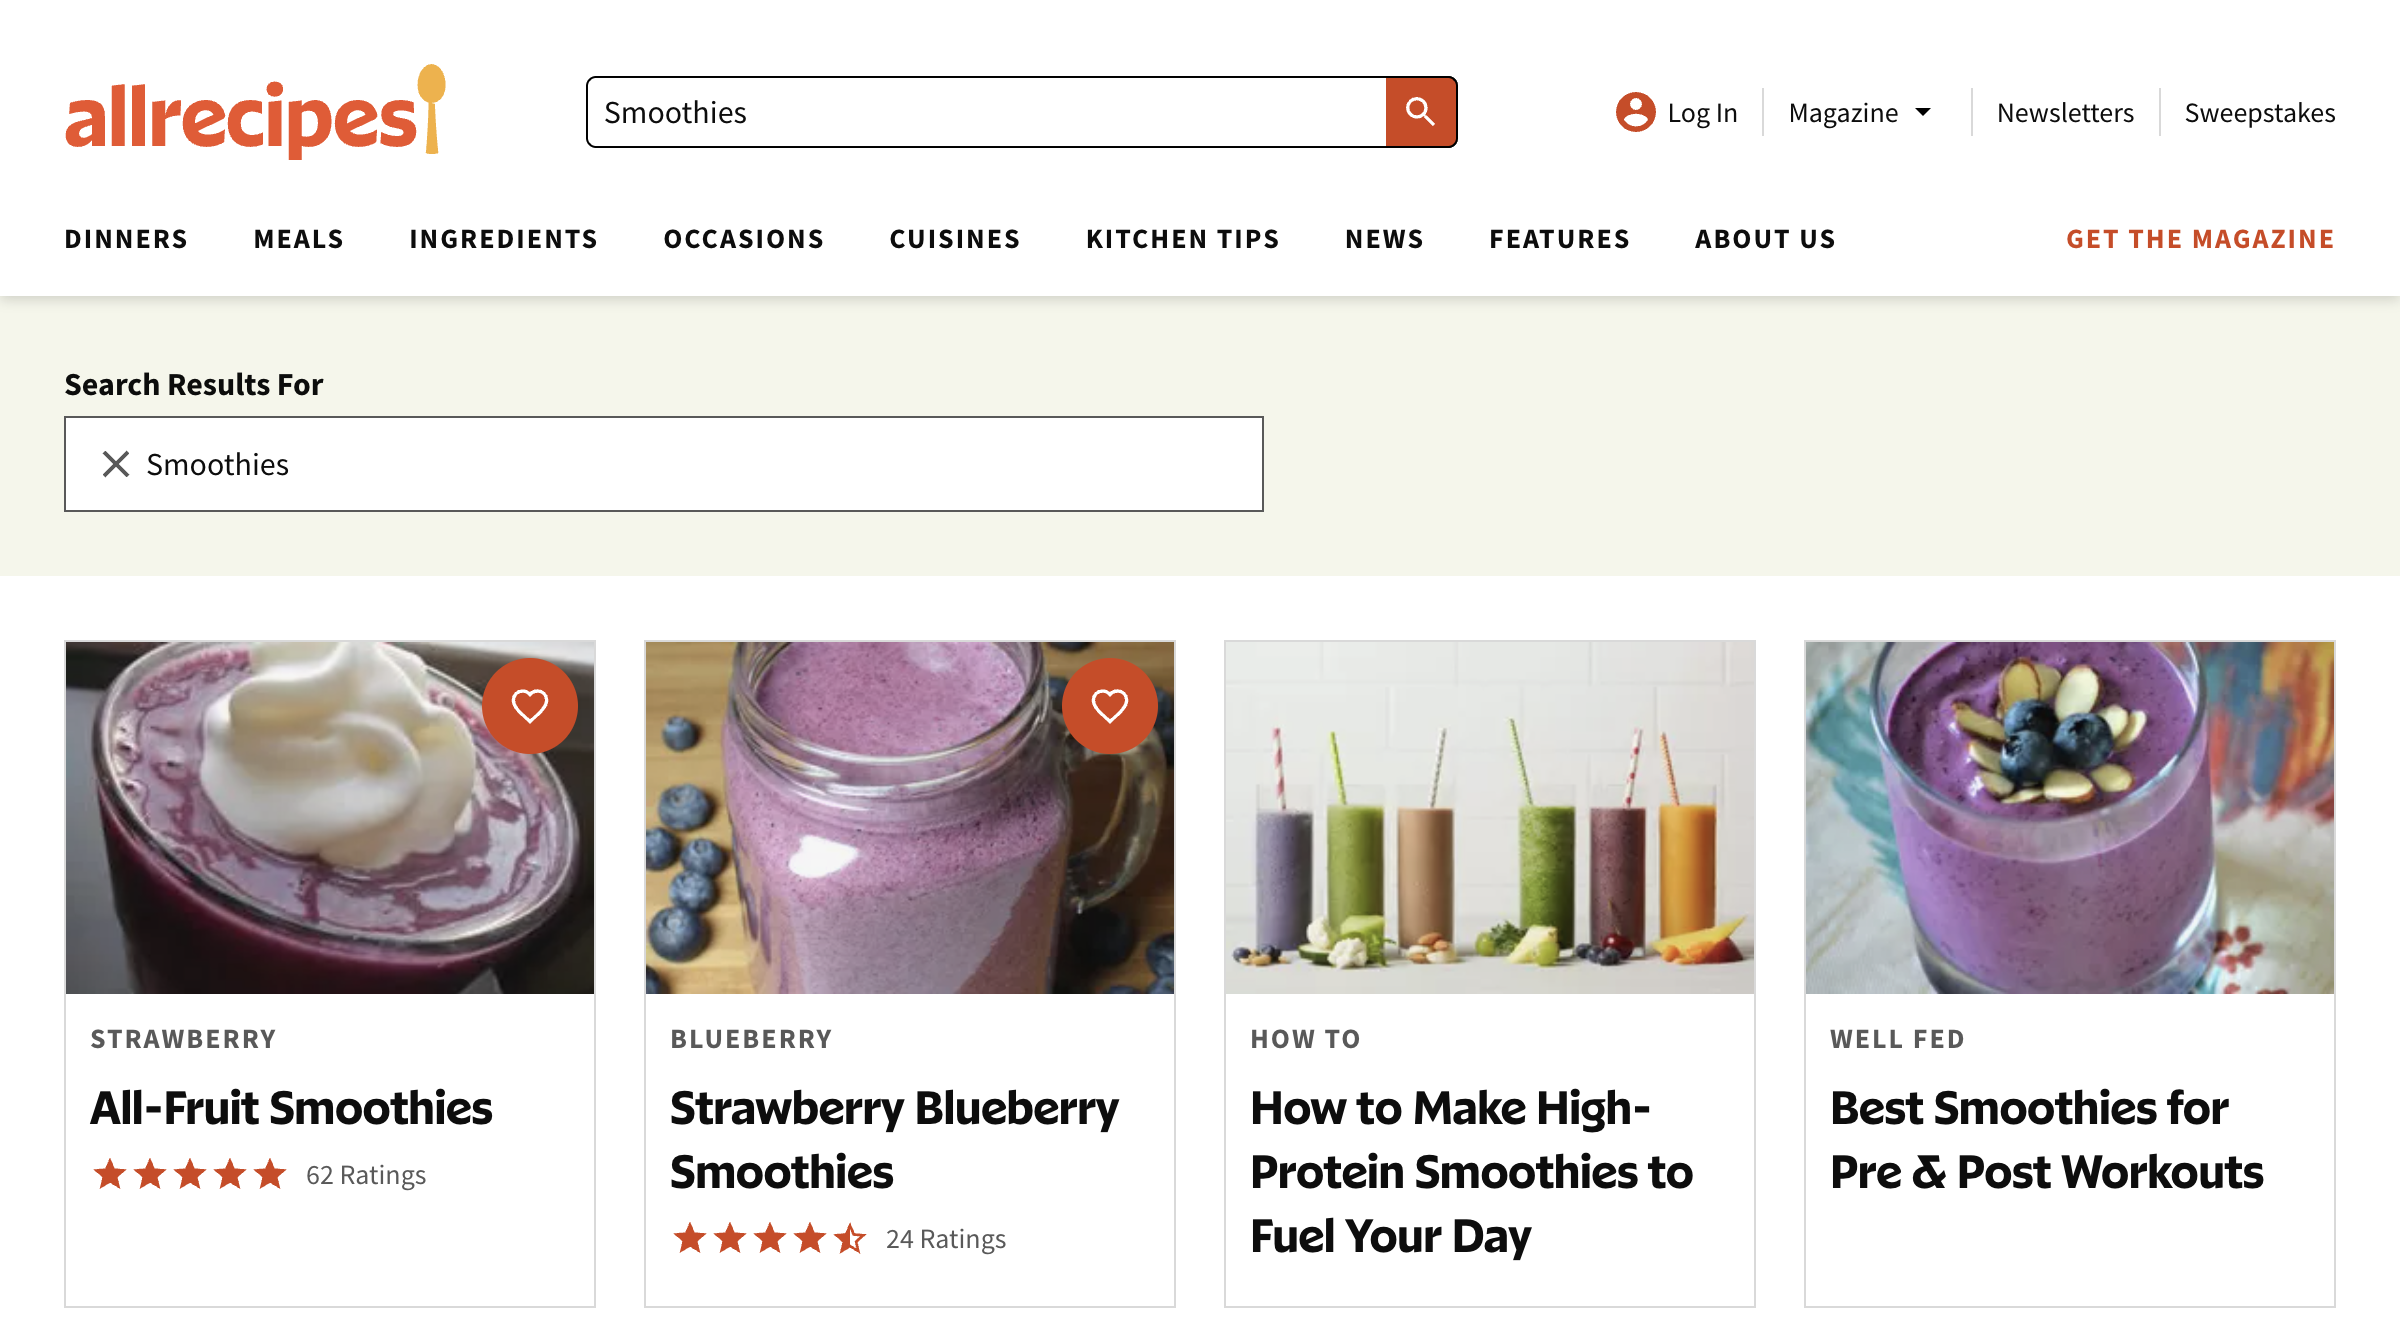 allrecipes
Smoothies
Log In
Magazine
Newsletters
Sweepstakes
DINNERS
MEALS
INGREDIENTS
OCCASIONS
CUISINES
KITCHEN TIPS
NEWS
FEATURES
ABOUT US
GET THE MAGAZINE
Search Results For
Smoothies
STRAWBERRY
All-Fruit Smoothies
62 Ratings
BLUEBERRY
Strawberry Blueberry
Smoothies
24 Ratings
HOW TO
How to Make High-
Protein Smoothies to
Fuel Your Day
WELL FED
Best Smoothies for
Pre & Post Workouts